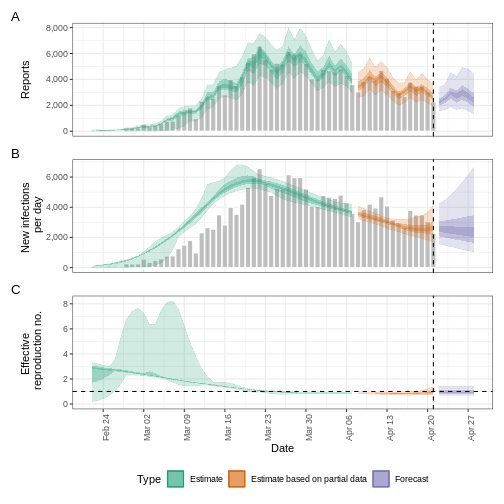 A
Reports
8,000
6,000
4,000
2,000
0
B
New infections
per day
6,000
4,000
2,000
0
C
Effective
reproduction no.
8
6
4
2
0
Feb 24
Mar 02
Mar 09
Mar 16
Mar 23
Mar 30
Apr 06
Apr 13
Apr 20
Apr 27
Date
Type Estimate Estimate based on partial data Forecast